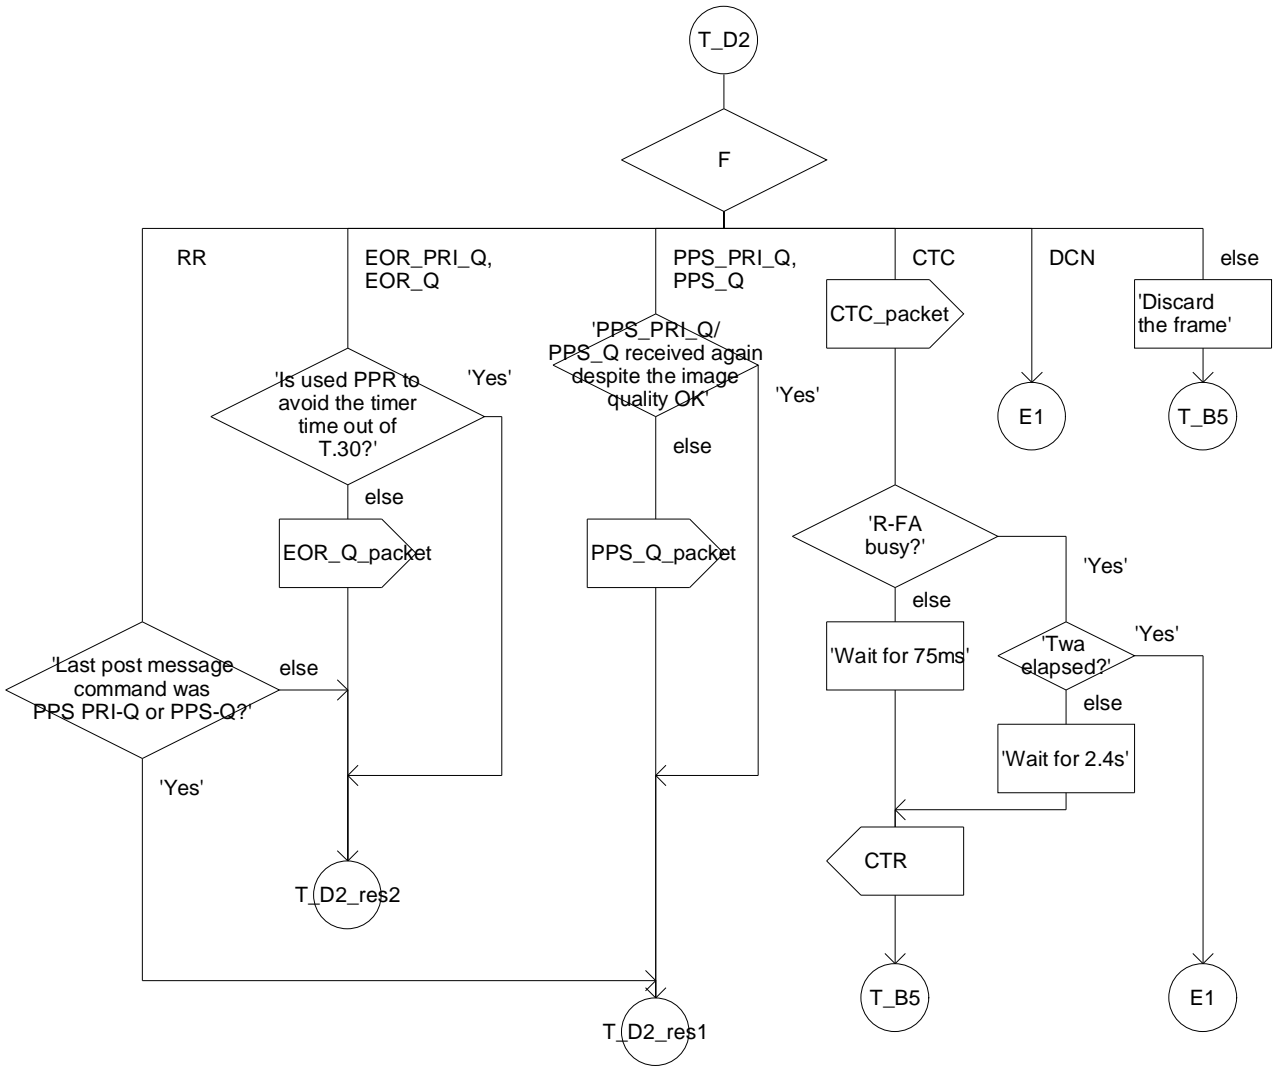 T_D2
F
RR
EOR_PRI_Q,
EOR_Q
PPS_PRI_Q,
PPS_Q
CTC
DCN
else
CTC_packet
'Discard
the frame'
'PPS_PRI_Q/
PPS_Q received again
despite the image
quality OK'
'Yes'
'Is used PPR to
avoid the timer
time out of
T.30?'
'Yes'
E1
T_B5
else
else
EOR_Q_packet
PPS_Q_packet
'R-FA
busy?'
'Yes'
else
'Last post message
command was
PPS PRI-Q or PPS-Q?'
else
'Yes'
'Wait for 75ms'
'Twa
elapsed?'
'Yes'
else
'Wait for 2.4s'
CTR
T_D2_res2
T_B5
E1
T_D2_res1